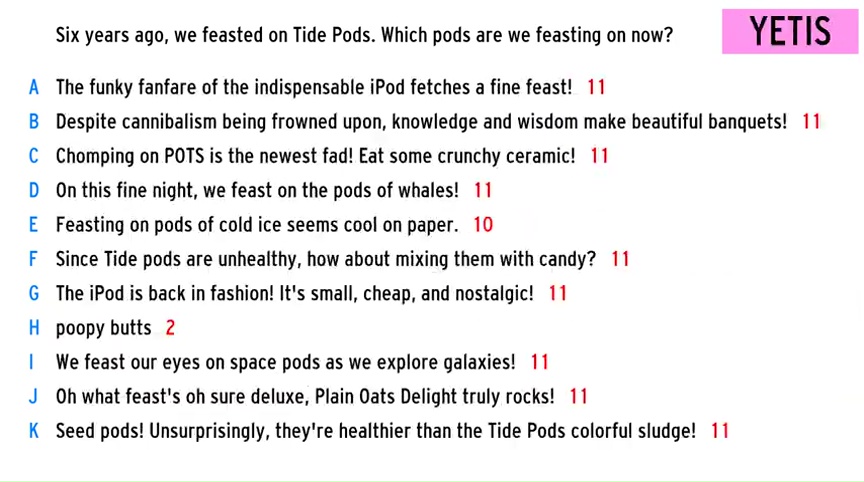 Six years ago, we feasted on Tide Pods. Which pods are we feasting on now?
YETIS
A The funky fanfare of the indispensable iPod fetches a fine feast! 11
B Despite cannibalism being frowned upon, knowledge and wisdom make beautiful banquets! 11
C Chomping on POTS is the newest fad! Eat some crunchy ceramic! 11
D On this fine night, we feast on the pods of whales! 11
E Feasting on pods of cold ice seems cool on paper. 10
F Since Tide pods are unhealthy, how about mixing them with candy? 11
G The iPod is back in fashion! It's small, cheap, and nostalgic! 11
H poopy butts 2
I We feast our eyes on space pods as we explore galaxies! 11
J Oh what feast's oh sure deluxe, Plain Oats Delight truly rocks! 11
K Seed pods! Unsurprisingly, they're healthier than the Tide Pods colorful sludge! 11